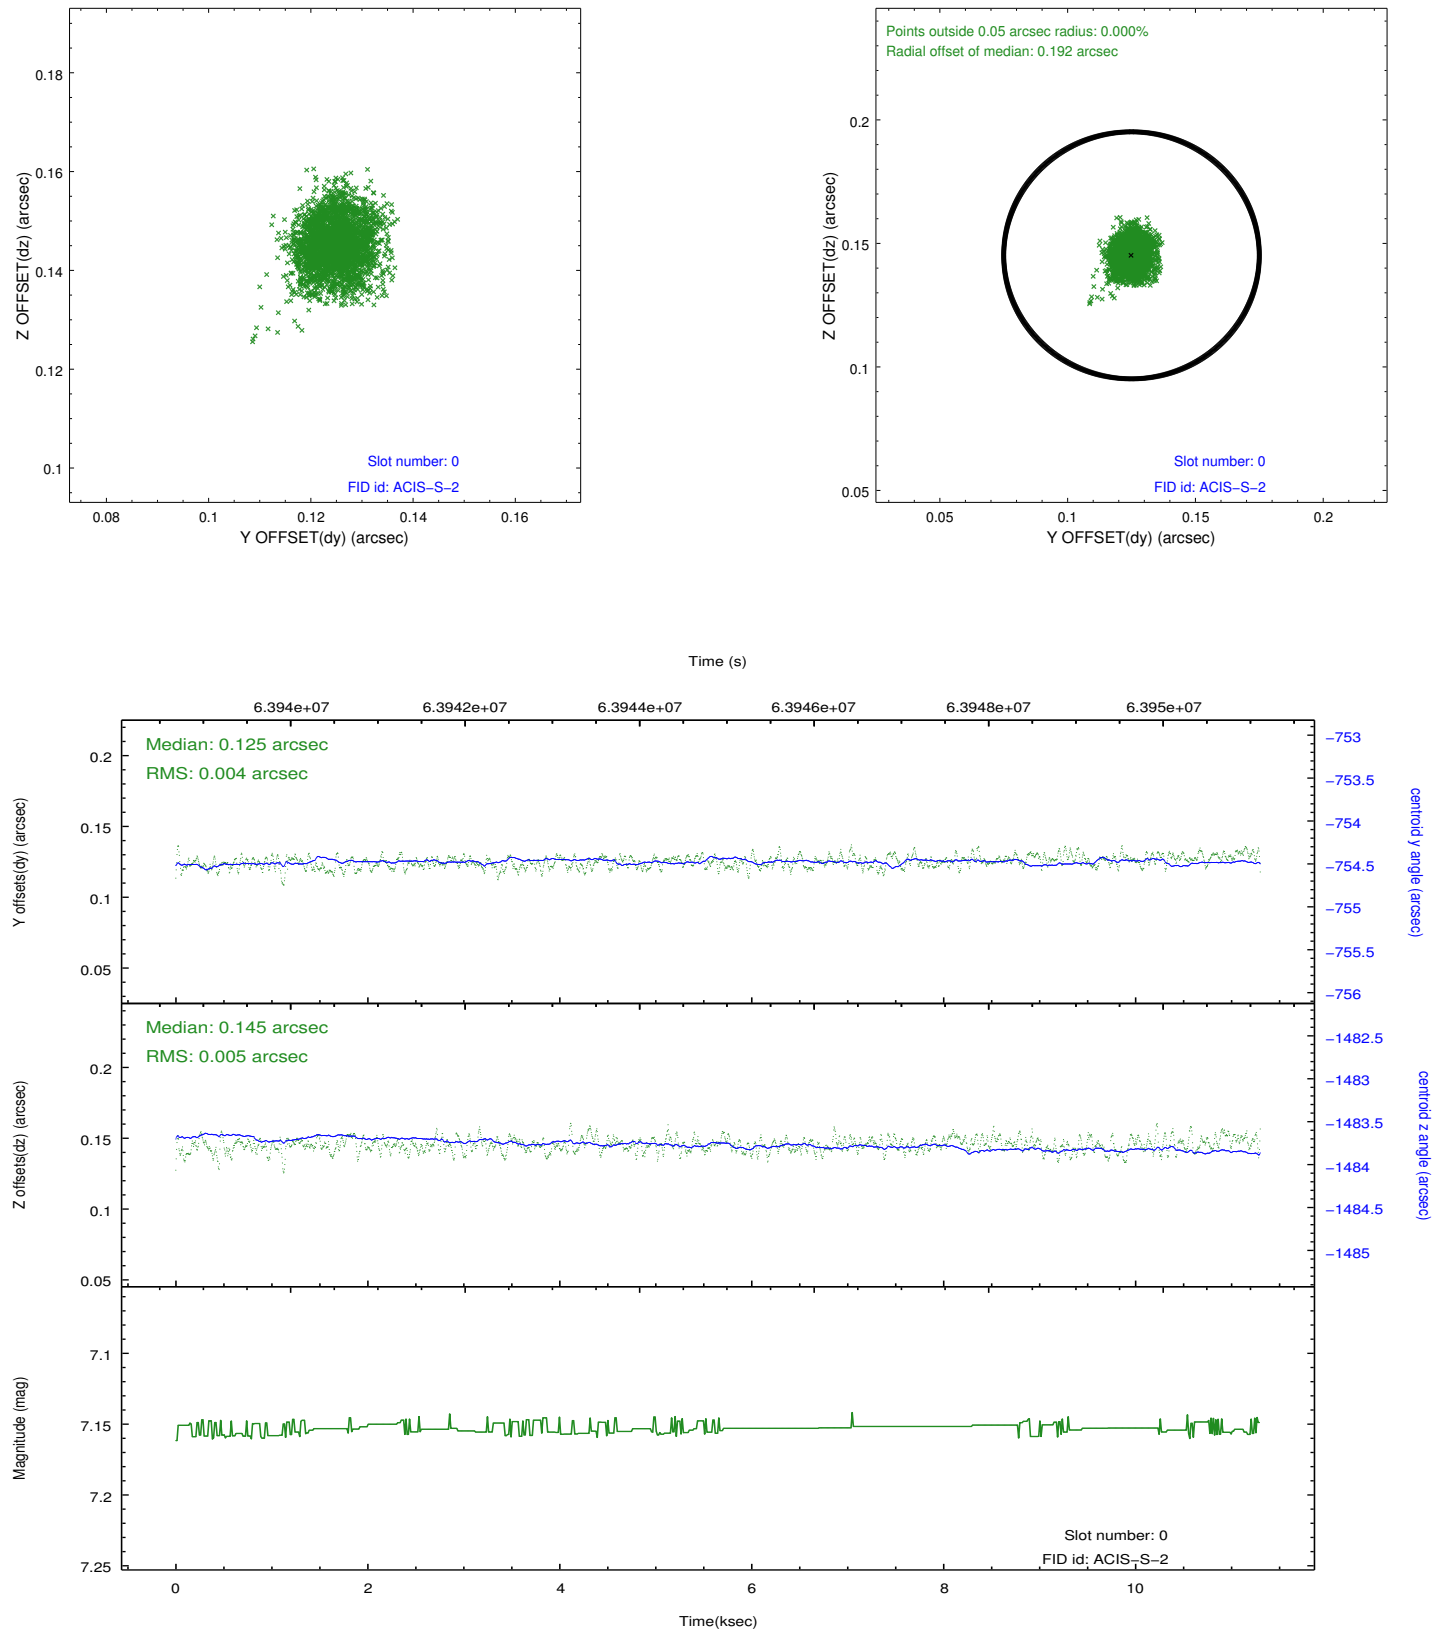 0.18
0.16
0.14
0.12
0.1
Z OFFSET(dz) (arcsec)
Slot number: 0
FID id: ACIS−S−2
0.08 0.1 0.12 0.14 0.16
Y OFFSET(dy) (arcsec)
Points outside 0.05 arcsec radius: 0.000%
Radial offset of median: 0.192 arcsec
0.2
0.15
0.1
0.05
Z OFFSET(dz) (arcsec)
Slot number: 0
FID id: ACIS−S−2
0.05 0.1 0.15 0.2
Y OFFSET(dy) (arcsec)
Time (s)
6.394e+07 6.3942e+07 6.3944e+07 6.3946e+07 6.3948e+07 6.395e+07
Median: 0.125 arcsec
RMS: 0.004 arcsec
0.2
0.15
0.1
0.05
Y offsets(dy) (arcsec)
−753
−753.5
−754
−754.5
−755
−755.5
−756
centroid y angle (arcsec)
Median: 0.145 arcsec
RMS: 0.005 arcsec
0.2
0.15
0.1
0.05
Z offsets(dz) (arcsec)
−1482.5
−1483
−1483.5
−1484
−1484.5
−1485
centroid z angle (arcsec)
7.1
7.15
7.2
7.25
Magnitude (mag)
Slot number: 0
FID id: ACIS−S−2
0 2 4 6 8 10
Time(ksec)